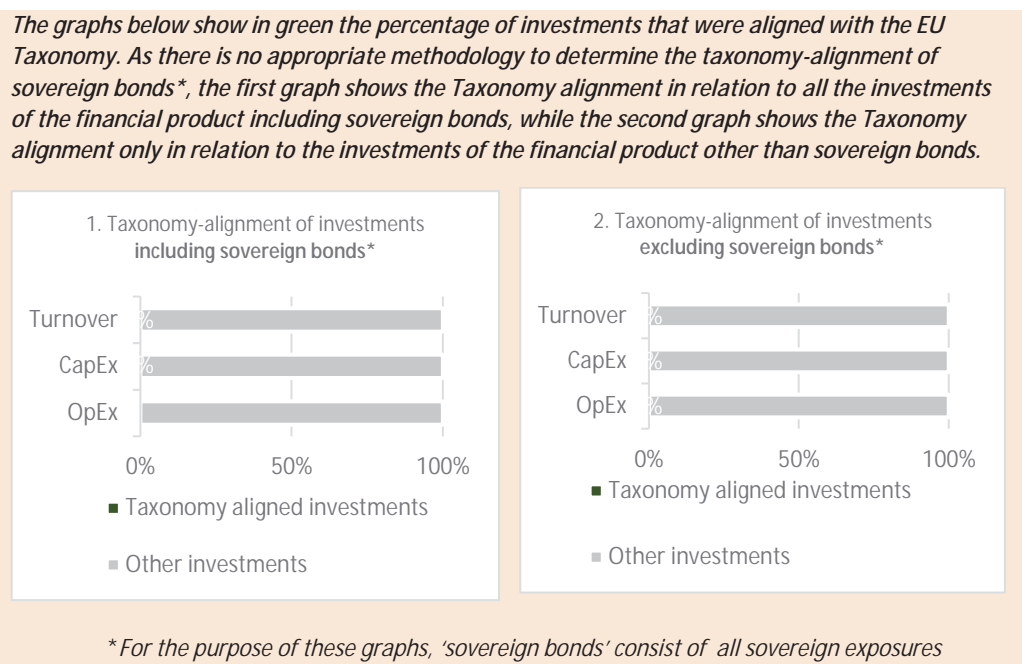 The graphs below show in green the percentage of investments that were aligned with the EU
Taxonomy. As there is no appropriate methodology to determine the taxonomy-alignment of
sovereign bonds*, the first graph shows the Taxonomy alignment in relation to all the investments
of the financial product including sovereign bonds, while the second graph shows the Taxonomy
alignment only in relation to the investments of the financial product other than sovereign bonds.
1. Taxonomy-alignment of investments
including sovereign bonds*
Turnover
%
CapEx
%
OpEx
0% 50% 100%
Taxonomy aligned investments
Other investments
2. Taxonomy-alignment of investments
excluding sovereign bonds*
Turnover
%
CapEx
%
OpEx
%
0% 50% 100%
Taxonomy aligned investments
Other investments
*For the purpose of these graphs, ‘sovereign bonds’ consist of all sovereign exposures